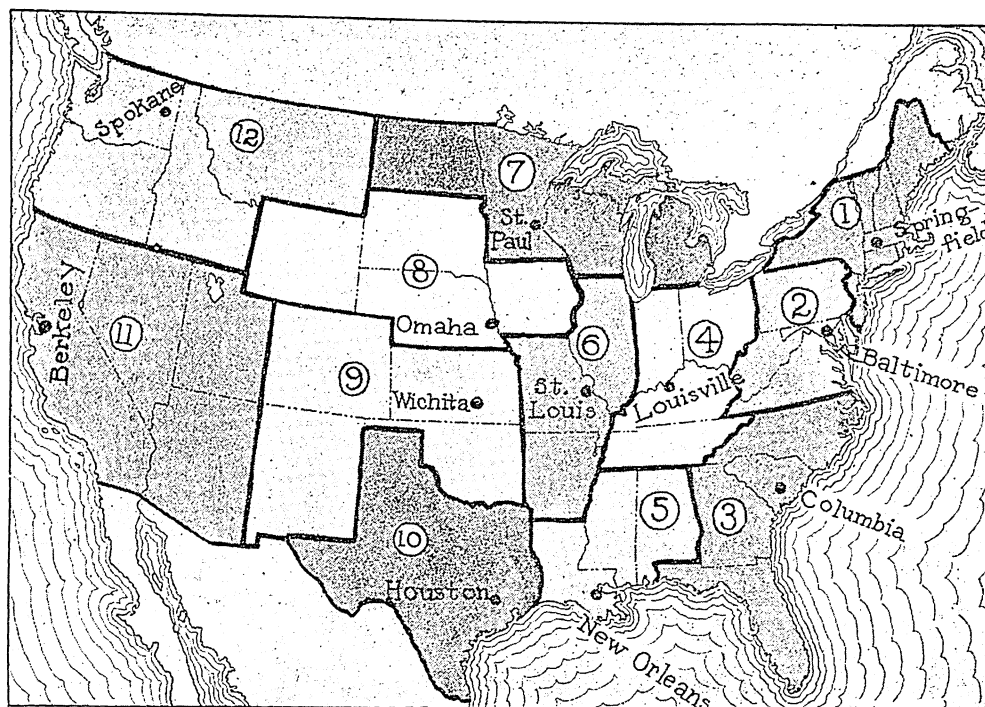 Spokane
12
7
St.
Paul
1
Spring-
field
8
Berkeley
11
Omaha
6
4
2
Baltimore
9
Wichita
St.
Louis
Louisville
5
3
Columbia
10
Houston
New Orleans